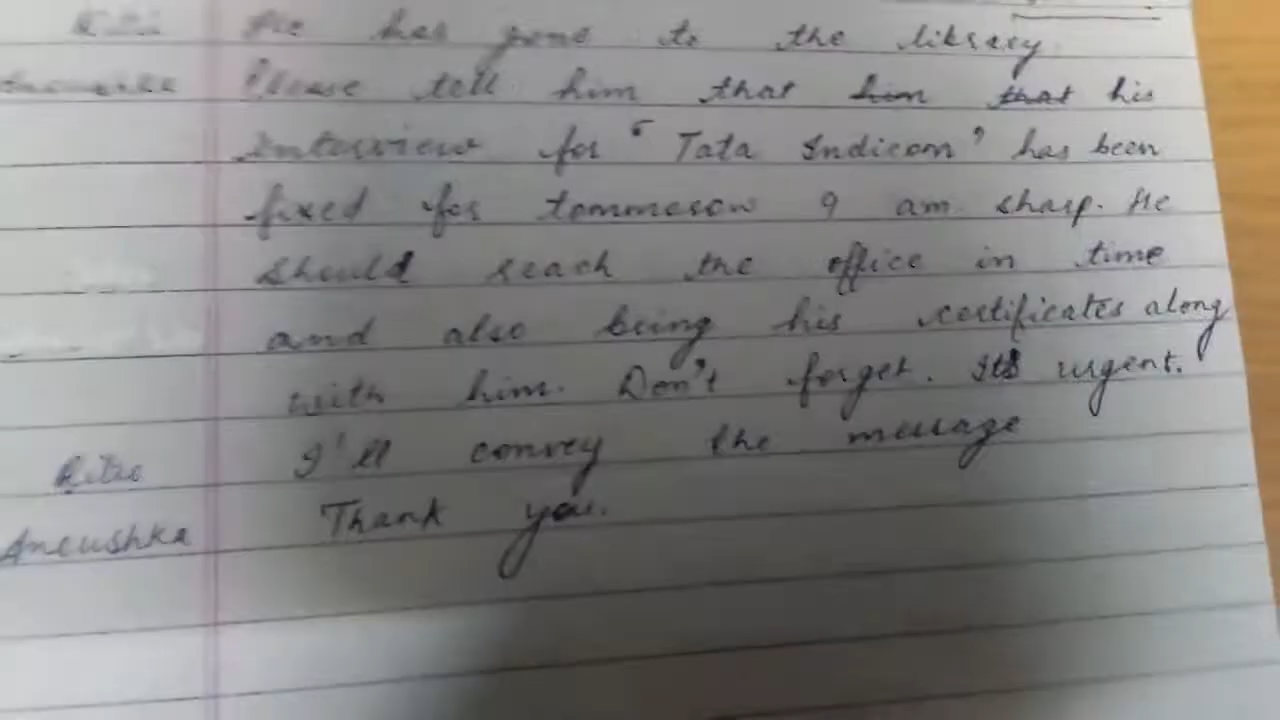 Ritu He has gone to the library
Anoushka Please tell him that him that his
Interview for 'Tata Indicom' has been
fixed for tommorow 9 am sharp. He
should reach the office in time
and also bring his certificates along
with him. Don't forget. Its urgent.
Ritu I'll convey the message
Anoushka Thank you.